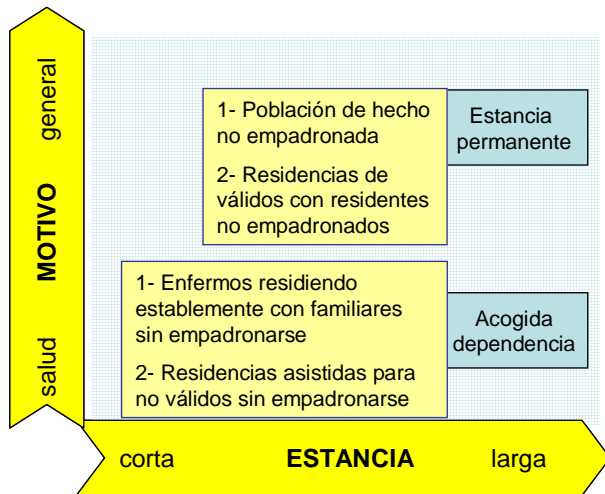 general
MOTIVO
salud
1- Población de hecho
no empadronada
2- Residencias de
válidos con residentes
no empadronados
Estancia
permanente
1- Enfermos residiendo
establemente con familiares
sin empadronarse
2- Residencias asistidas para
no válidos sin empadronarse
Acogida
dependencia
corta
ESTANCIA
larga